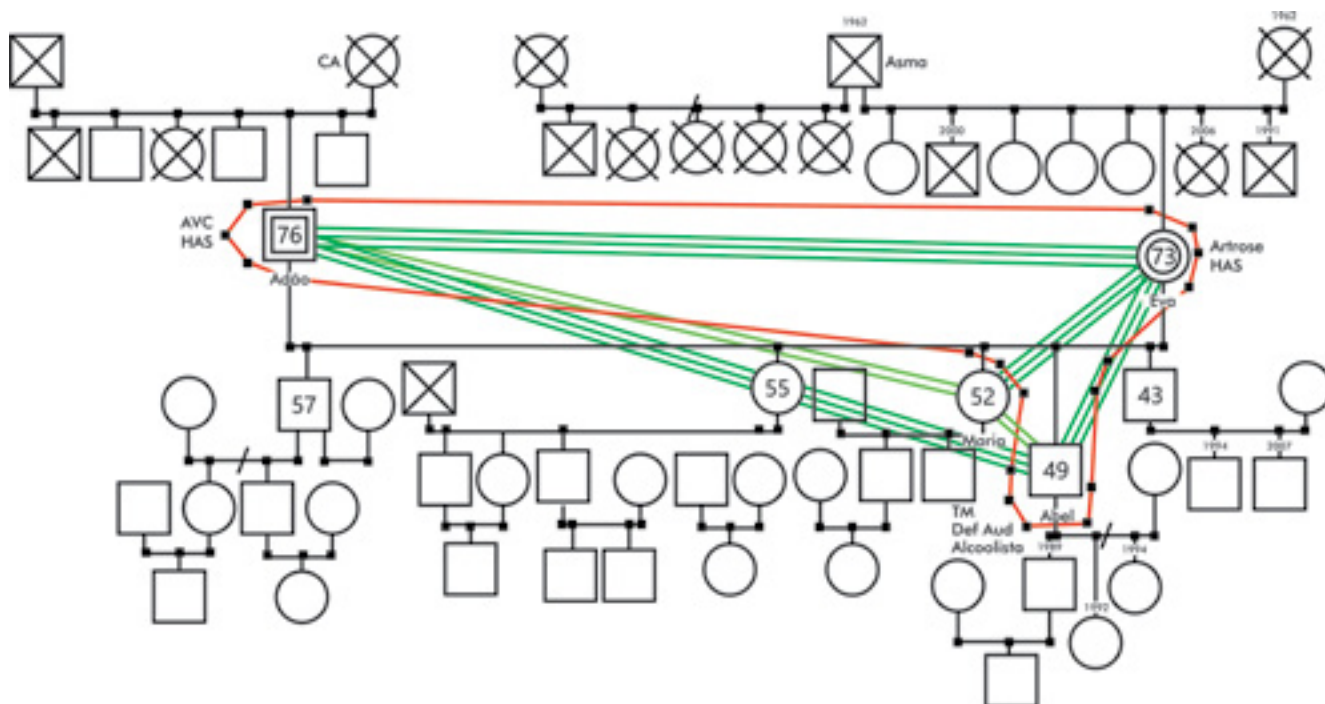 1962
1962
CA
Asma
2000
2006
1991
AVC
HAS
76
73
Artrose
HAS
Adão
Eva
57
55
52
43
Maria
49
1994
2007
Abel
TM
Def Aud
Alcoolista
1989
1994
1992